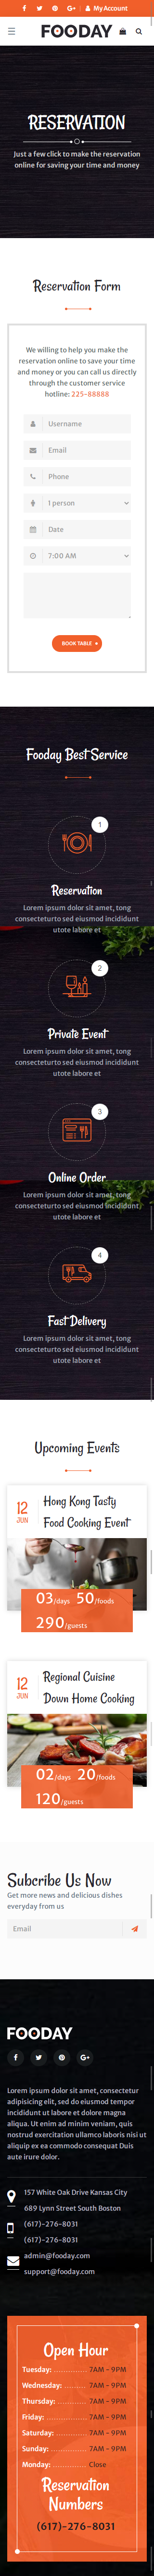 My Account
FOODAY
RESERVATION
Just a few click to make the reservation
online for saving your time and money
Reservation Form
We willing to help you make the
reservation online to save your time
and money or you can call us directly
through the customer service
hotline: 225-88888
Username
Email
Phone
1 person
Date
7:00 AM
BOOK TABLE
Fooday Best Service
1
Reservation
Lorem ipsum dolor sit amet, tong
consecteturto sed eiusmod incididunt
utote labore et
2
Private Event
Lorem ipsum dolor sit amet, tong
consecteturto sed eiusmod incididunt
utote labore et
3
Online Order
Lorem ipsum dolor sit amet, tong
consecteturto sed eiusmod incididunt
utote labore et
4
Fast Delivery
Lorem ipsum dolor sit amet, tong
consecteturto sed eiusmod incididunt
utote labore et
Upcoming Events
12
JUN
Hong Kong Tasty
Food Cooking Event
03/days 50/foods
290/guests
12
JUN
Regional Cuisine
Down Home Cooking
02/days 20/foods
120/guests
Subcribe Us Now
Get more news and delicious dishes
everyday from us
Email
FOODAY
Lorem ipsum dolor sit amet, consectetur
adipisicing elit, sed do eiusmod tempor
incididunt ut labore et dolore magna
aliqua. Ut enim ad minim veniam, quis
nostrud exercitation ullamco laboris nisi ut
aliquip ex ea commodo consequat Duis
aute irure dolor.
157 White Oak Drive Kansas City
689 Lynn Street South Boston
(617)-276-8031
(617)-276-8031
admin@fooday.com
support@fooday.com
Open Hour
Tuesday: 7AM - 9PM
Wednesday: 7AM - 9PM
Thursday: 7AM - 9PM
Friday: 7AM - 9PM
Saturday: 7AM - 9PM
Sunday: 7AM - 9PM
Monday: Close
Reservation
Numbers
(617)-276-8031